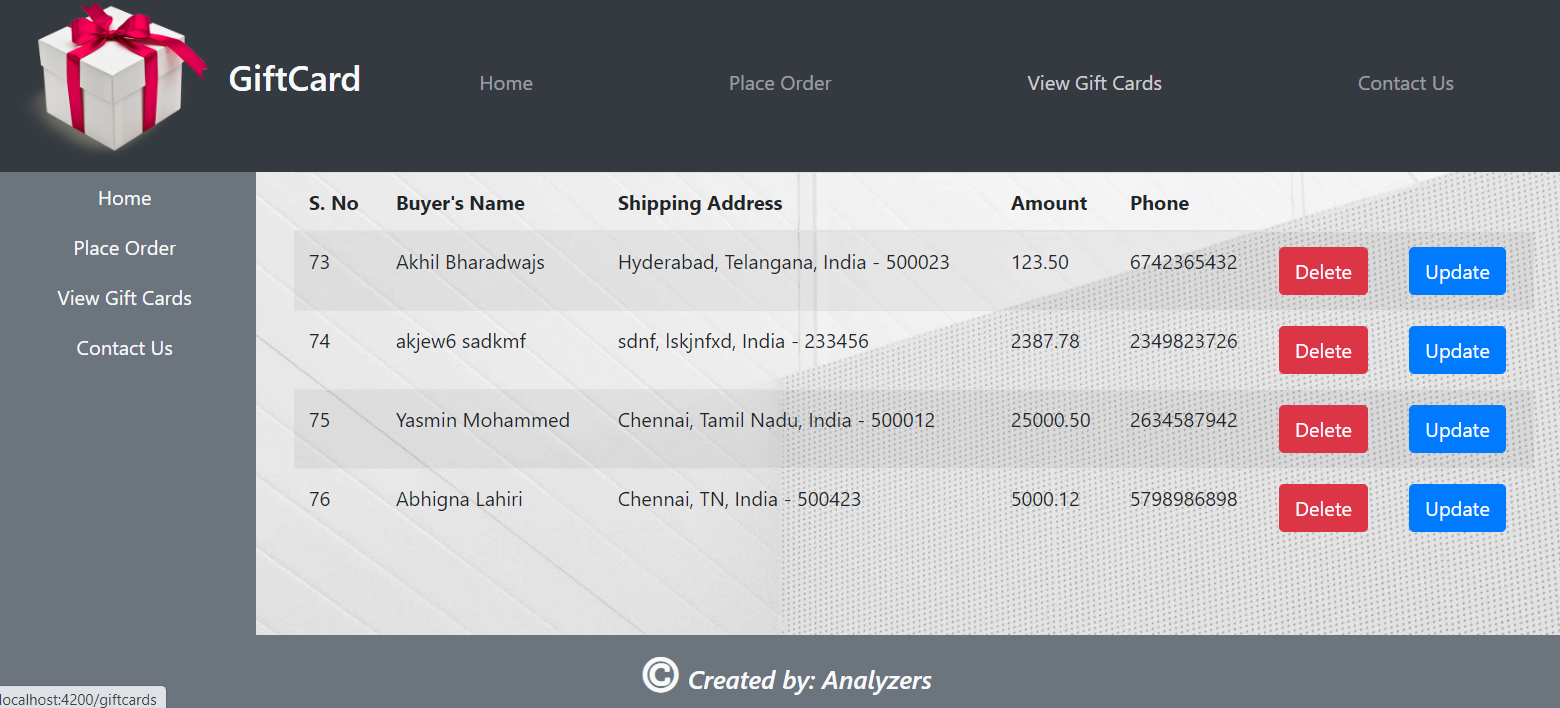 GiftCard Home Place Order View Gift Cards Contact Us
Home
Place Order
View Gift Cards
Contact Us
S. No Buyer's Name Shipping Address Amount Phone
73 Akhil Bharadwajs Hyderabad, Telangana, India - 500023 123.50 6742365432 Delete Update
74 akjew6 sadkmf sdnf, lskjnfxd, India - 233456 2387.78 2349823726 Delete Update
75 Yasmin Mohammed Chennai, Tamil Nadu, India - 500012 25000.50 2634587942 Delete Update
76 Abhigna Lahiri Chennai, TN, India - 500423 5000.12 5798986898 Delete Update
© Created by: Analyzers
localhost:4200/giftcards